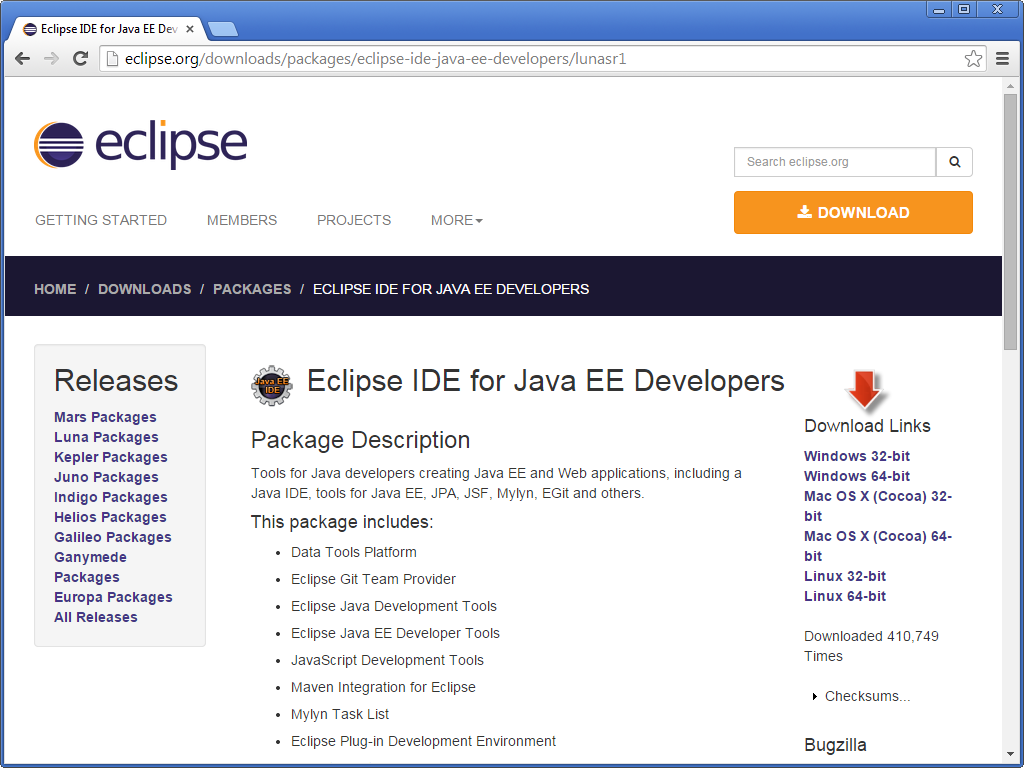 Eclipse IDE for Java EE Dev
eclipse.org/downloads/packages/eclipse-ide-java-ee-developers/lunasr1
eclipse
Search eclipse.org
DOWNLOAD
GETTING STARTED MEMBERS PROJECTS MORE
HOME / DOWNLOADS / PACKAGES / ECLIPSE IDE FOR JAVA EE DEVELOPERS
Releases
Mars Packages
Luna Packages
Kepler Packages
Juno Packages
Indigo Packages
Helios Packages
Galileo Packages
Ganymede
Packages
Europa Packages
All Releases
Java EE
IDE
Eclipse IDE for Java EE Developers
Package Description
Tools for Java developers creating Java EE and Web applications, including a
Java IDE, tools for Java EE, JPA, JSF, Mylyn, EGit and others.
This package includes:
• Data Tools Platform
• Eclipse Git Team Provider
• Eclipse Java Development Tools
• Eclipse Java EE Developer Tools
• JavaScript Development Tools
• Maven Integration for Eclipse
• Mylyn Task List
• Eclipse Plug-in Development Environment
Download Links
Windows 32-bit
Windows 64-bit
Mac OS X (Cocoa) 32-
bit
Mac OS X (Cocoa) 64-
bit
Linux 32-bit
Linux 64-bit
Downloaded 410,749
Times
Checksums...
Bugzilla